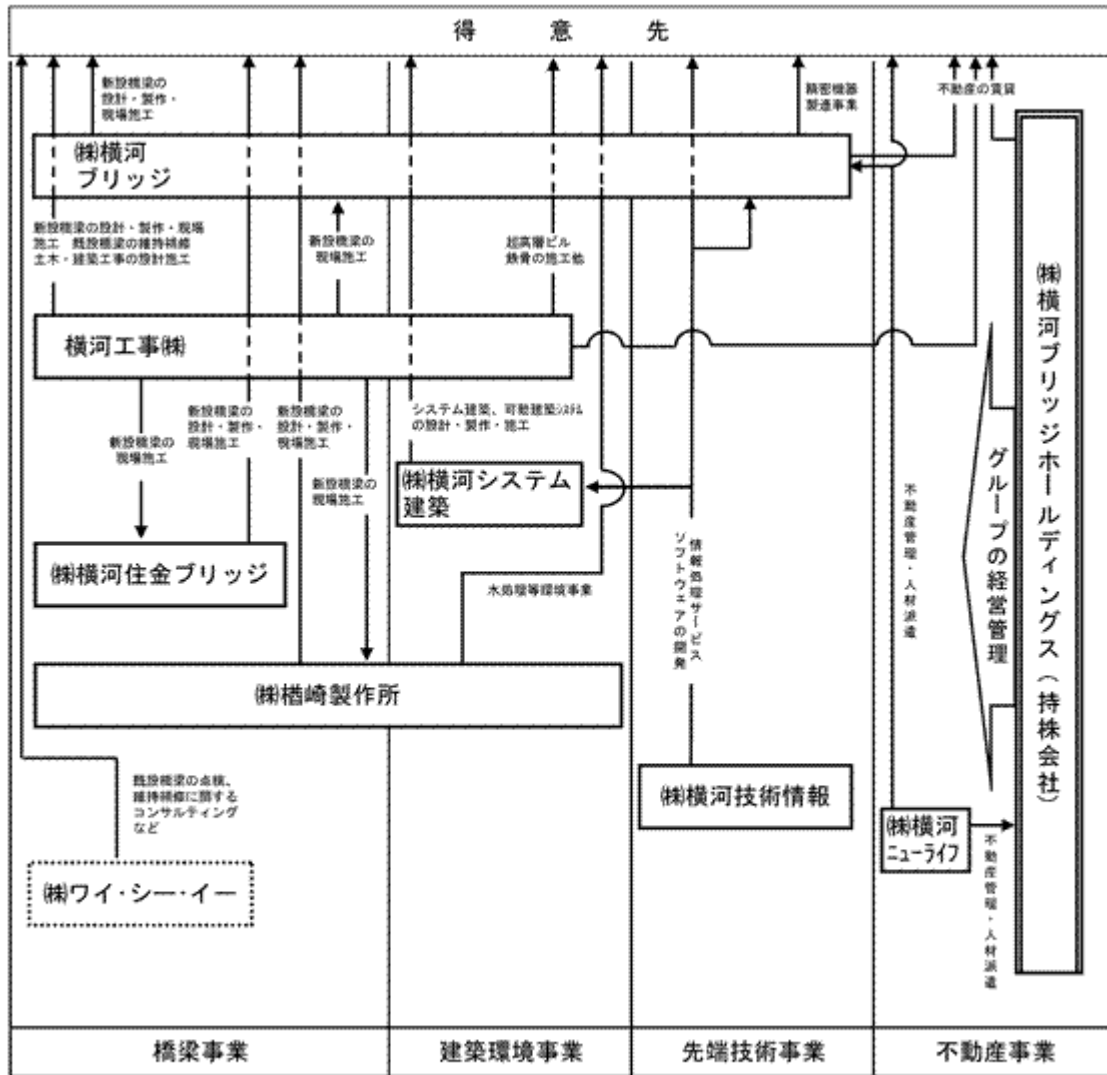 得意先
新設橋梁の
設計・製作・
現場施工
精密機器
製造事業
不動産の賃貸
㈱横河
ブリッジ
新設橋梁の設計・製作・現場
施工 既設橋梁の維持補修
土木・建築工事の設計施工
新設橋梁の
現場施工
超高層ビル
鉄骨の施工他
横河工事㈱
新設橋梁の
現場施工
新設橋梁の
設計・製作・
現場施工
新設橋梁の
設計・製作・
現場施工
新設橋梁の
現場施工
システム建築、可動建築システム
の設計・製作・施工
㈱横河システム
建築
㈱横河住金ブリッジ
水処理等環境事業
情報処理サービス
ソフトウェアの開発
不動産管理・人材派遣
グループの経営管理
㈱横河ブリッジホールディングス(持株会社)
㈱楢崎製作所
既設橋梁の点検、
維持補修に関する
コンサルティング
など
㈱横河技術情報
㈱横河
ニューライフ
不動産管理・人材派遣
㈱ワイ・シー・イー
橋梁事業
建築環境事業
先端技術事業
不動産事業